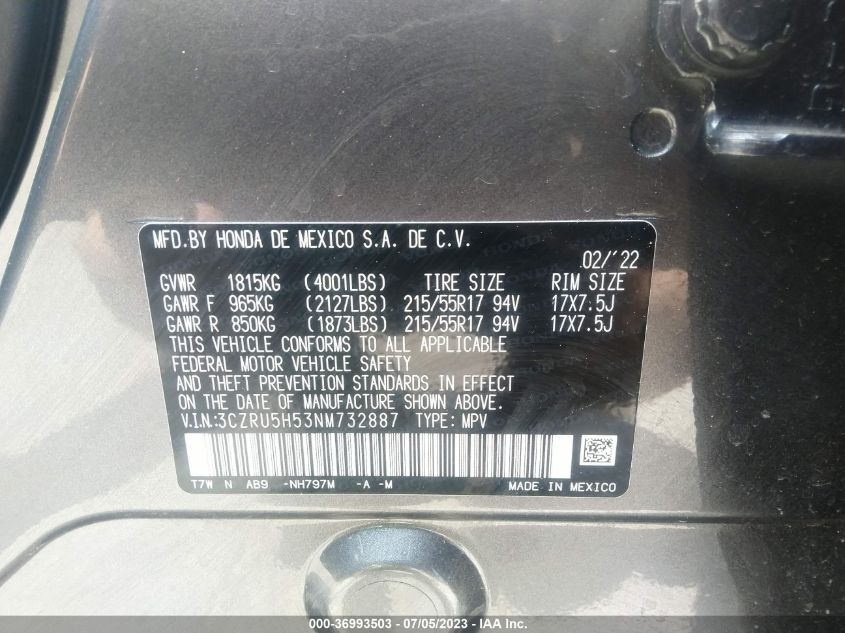 MFD.BY HONDA DE MEXICO S.A. DE C.V.
02/'22
GVWR 1815KG (4001LBS) TIRE SIZE RIM SIZE
GAWR F 965KG (2127LBS) 215/55R17 94V 17X7.5J
GAWR R 850KG (1873LBS) 215/55R17 94V 17X7.5J
THIS VEHICLE CONFORMS TO ALL APPLICABLE
FEDERAL MOTOR VEHICLE SAFETY
AND THEFT PREVENTION STANDARDS IN EFFECT
ON THE DATE OF MANUFACTURE SHOWN ABOVE.
V.I.N:3CZRU5H53NM732887 TYPE: MPV
T7W N AB9 -NH797M -A -M MADE IN MEXICO
000-36993503 / 07/05/2023 / © IAA Inc.